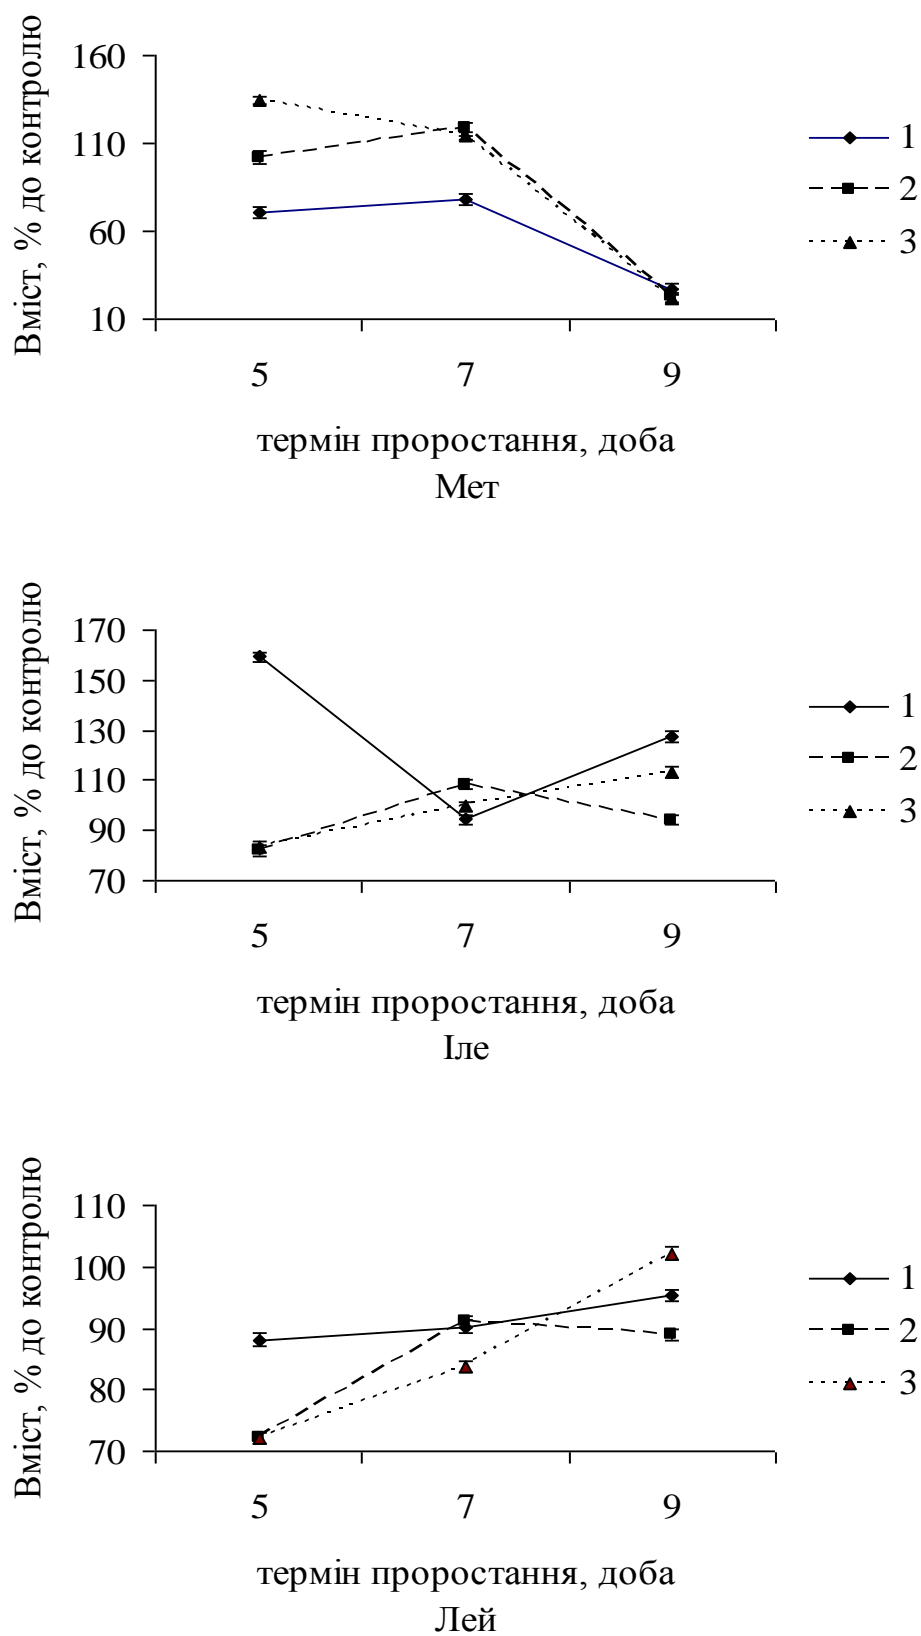 Вміст, % до контролю
160
110
60
10
5 7 9
термін проростання, доба
Мет
1
2
3
Вміст, % до контролю
170
150
130
110
90
70
5 7 9
термін проростання, доба
Іле
1
2
3
Вміст, % до контролю
110
100
90
80
70
5 7 9
термін проростання, доба
Лей
1
2
3